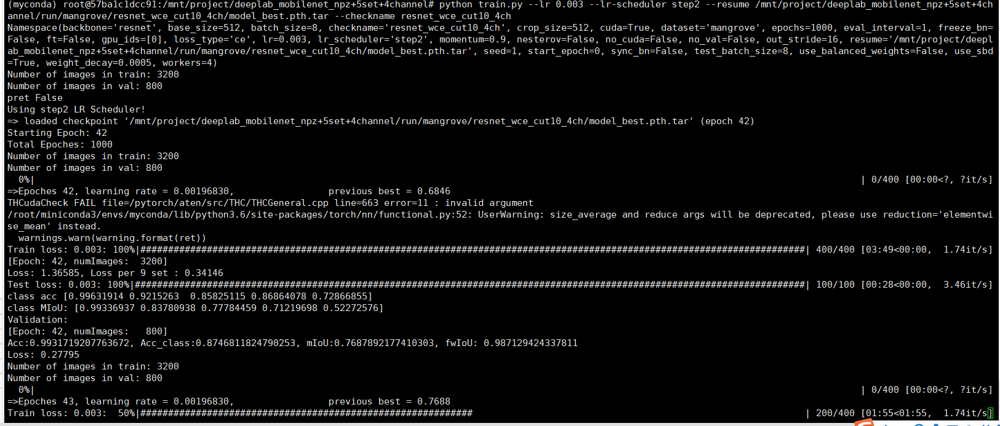 (myconda) root@57ba1c1dcc91:/mnt/project/deeplab_mobilenet_npz+5set+4channel# python train.py --lr 0.003 --lr-scheduler step2 --resume /mnt/project/deeplab_mobilenet_npz+5set+4ch
annel/run/mangrove/resnet_wce_cut10_4ch/model_best.pth.tar --checkname resnet_wce_cut10_4ch
Namespace(backbone='resnet', base_size=512, batch_size=8, checkname='resnet_wce_cut10_4ch', crop_size=512, cuda=True, dataset='mangrove', epochs=1000, eval_interval=1, freeze_bn=
False, ft=False, gpu_ids=[0], loss_type='ce', lr=0.003, lr_scheduler='step2', momentum=0.9, nesterov=False, no_cuda=False, no_val=False, out_stride=16, resume='/mnt/project/deepl
ab_mobilenet_npz+5set+4channel/run/mangrove/resnet_wce_cut10_4ch/model_best.pth.tar', seed=1, start_epoch=0, sync_bn=False, test_batch_size=8, use_balanced_weights=False, use_sbd
=True, weight_decay=0.0005, workers=4)
Number of images in train: 3200
Number of images in val: 800
pret False
Using step2 LR Scheduler!
=> loaded checkpoint '/mnt/project/deeplab_mobilenet_npz+5set+4channel/run/mangrove/resnet_wce_cut10_4ch/model_best.pth.tar' (epoch 42)
Starting Epoch: 42
Total Epoches: 1000
Number of images in train: 3200
Number of images in val: 800
0%| | 0/400 [00:00<?, ?it/s]
=>Epoches 42, learning rate = 0.00196830, previous best = 0.6846
THCudaCheck FAIL file=/pytorch/aten/src/THC/THCGeneral.cpp line=663 error=11 : invalid argument
/root/miniconda3/envs/myconda/lib/python3.6/site-packages/torch/nn/functional.py:52: UserWarning: size_average and reduce args will be deprecated, please use reduction='elementwi
se_mean' instead.
warnings.warn(warning.format(ret))
Train loss: 0.003: 100%|########################################################################################################################| 400/400 [03:49<00:00, 1.74it/s]
[Epoch: 42, numImages: 3200]
Loss: 1.36585, Loss per 9 set : 0.34146
Test loss: 0.003: 100%|#########################################################################################################################| 100/100 [00:28<00:00, 3.46it/s]
class acc [0.99631914 0.9215263 0.85825115 0.86864078 0.72866855]
class MIoU: [0.99336937 0.83780938 0.77784459 0.71219698 0.52272576]
Validation:
[Epoch: 42, numImages: 800]
Acc:0.9931719207763672, Acc_class:0.8746811824790253, mIoU:0.7687892177410303, fwIoU: 0.987129424337811
Loss: 0.27795
Number of images in train: 3200
Number of images in val: 800
0%| | 0/400 [00:00<?, ?it/s]
=>Epoches 43, learning rate = 0.00196830, previous best = 0.7688
Train loss: 0.003: 50%|############################################################ | 200/400 [01:55<01:55, 1.74it/s]